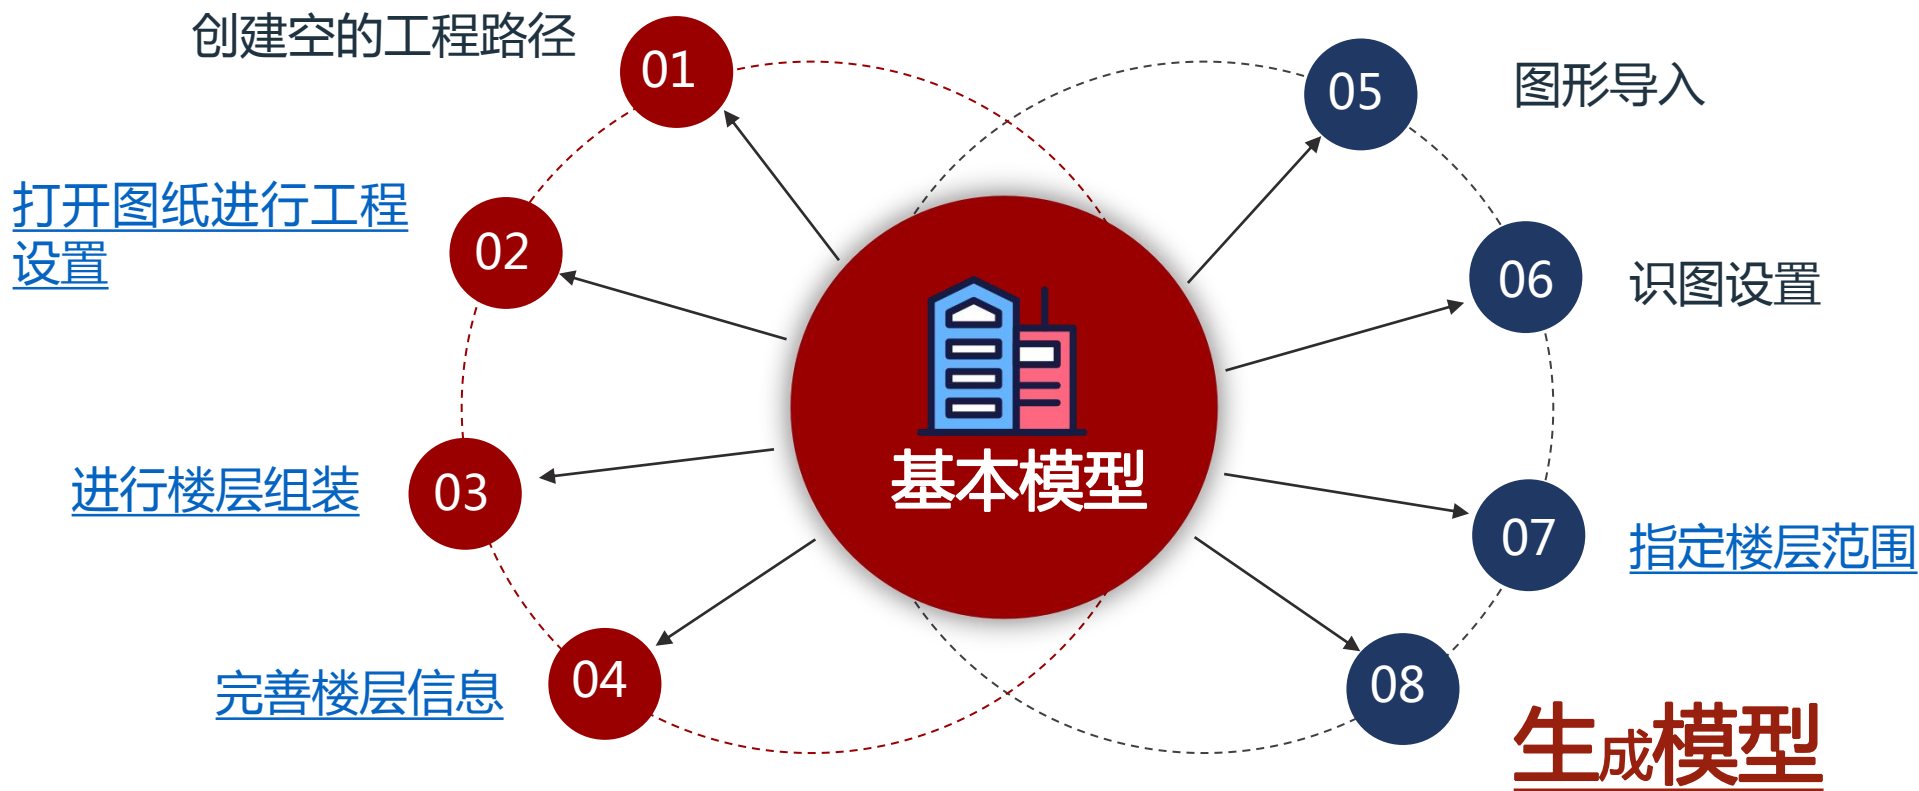 创建空的工程路径
01
打开图纸进行工程
设置
02
进行楼层组装
03
完善楼层信息
04
基本模型
05
图形导入
06
识图设置
07
指定楼层范围
08
生成模型